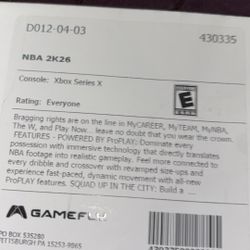 D012-04-03
430335
NBA 2K26
Console: Xbox Series X
Rating: Everyone
E
Bragging rights are on the line in MyCAREER, MyTEAM, MyNBA,
The W, and Play Now... leave no doubt that you wear the crown.
FEATURES - POWERED BY ProPLAY: Dominate every
possession with immersive technology that directly translates
NBA footage into realistic gameplay. Feel more connected to
every dribble and crossover with revamped size-ups and
experience fast-paced, dynamic movement with all-new
ProPLAY features. SQUAD UP IN THE CITY: Build a ...
GAMEFLY
PO BOX 535280
PITTSBURGH PA 15253-9865